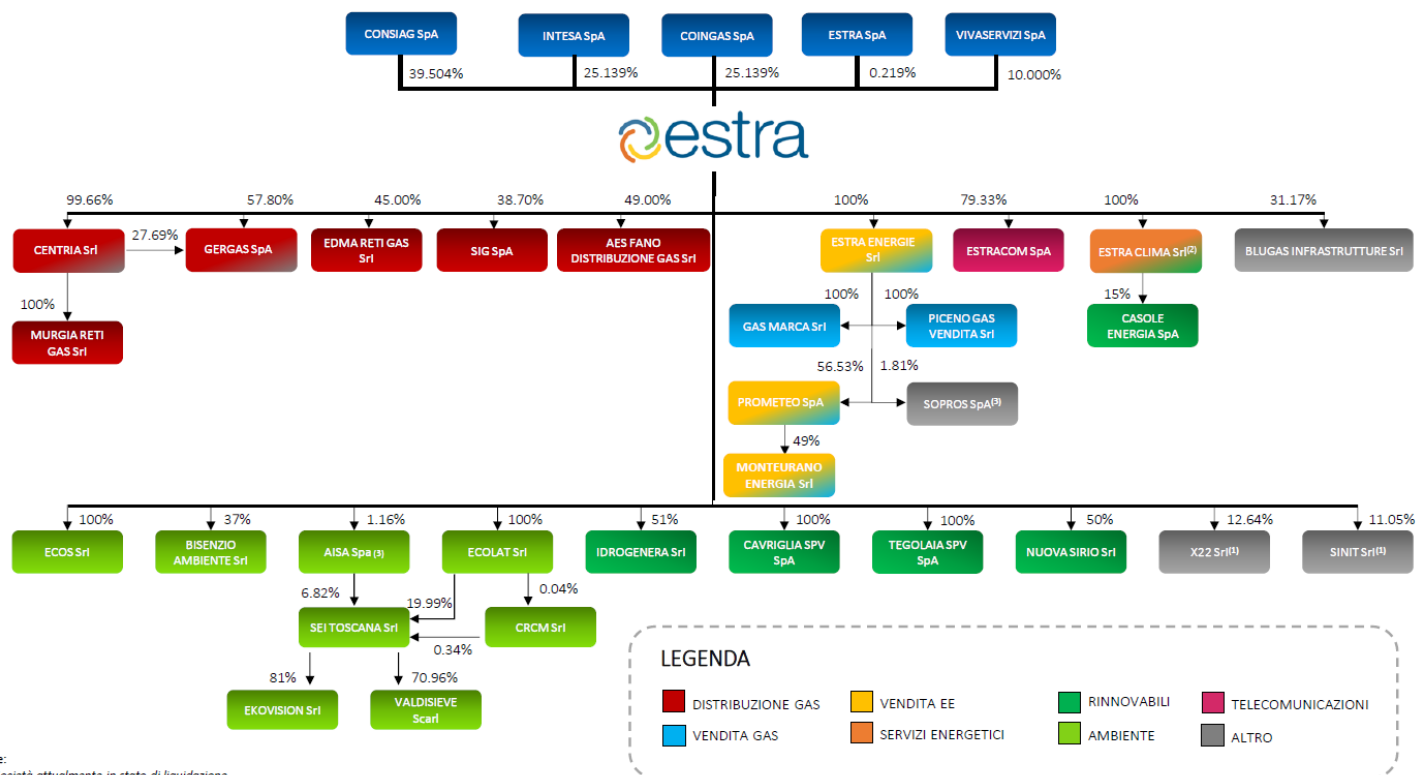 CONSIAG SpA
INTESA SpA
COINGAS SpA
ESTRA SpA
VIVASERVIZI SpA
39.504%
25.139%
25.139%
0.219%
10.000%
estra
99.66%
57.80%
45.00%
38.70%
49.00%
100%
79.33%
100%
31.17%
CENTRIA Srl
27.69%
GERGAS SpA
EDMA RETI GAS
Srl
SIG SpA
AES FANO
DISTRIBUZIONE GAS Srl
ESTRA ENERGIE
Srl
ESTRACOM SpA
ESTRA CLIMA Srl(2)
BLUGAS INFRASTRUTTURE Srl
100%
MURGIA RETI
GAS Srl
100%
100%
15%
GAS MARCA Srl
PICENO GAS
VENDITA Srl
CASOLE
ENERGIA SpA
56.53%
1.81%
PROMETEO SpA
SOPROS SpA(3)
49%
MONTEURANO
ENERGIA Srl
100%
37%
1.16%
100%
51%
100%
100%
50%
12.64%
11.05%
ECOS Srl
BISENZIO
AMBIENTE Srl
AISA Spa (3)
ECOLAT Srl
IDROGENERA Srl
CAVRIGLIA SPV
SpA
TEGOLAIA SPV
SpA
NUOVA SIRIO Srl
X22 Srl(1)
SINIT Srl(1)
6.82%
19.99%
0.04%
SEI TOSCANA Srl
CRCM Srl
0.34%
81%
70.96%
EKOVISION Srl
VALDISIEVE
Scarl
LEGENDA
DISTRIBUZIONE GAS
VENDITA EE
RINNOVABILI
TELECOMUNICAZIONI
VENDITA GAS
SERVIZI ENERGETICI
AMBIENTE
ALTRO
e:
società attualmente in stato di liquidazione